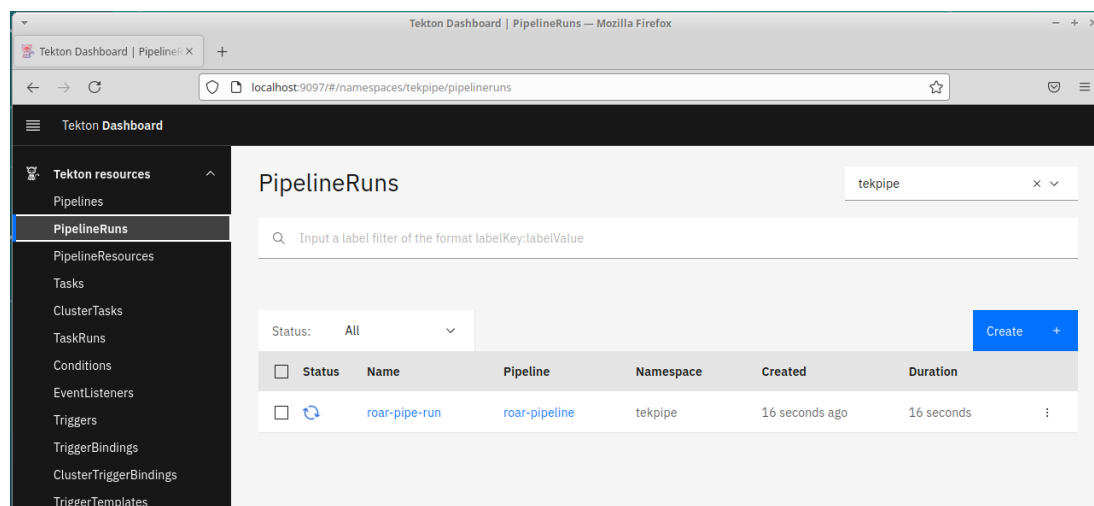 Tekton Dashboard | PipelineRuns — Mozilla Firefox
Tekton Dashboard | PipelineR
localhost:9097/#/namespaces/tekpipe/pipelineruns
Tekton Dashboard
Tekton resources
Pipelines
PipelineRuns
PipelineResources
Tasks
ClusterTasks
TaskRuns
Conditions
EventListeners
Triggers
TriggerBindings
ClusterTriggerBindings
TriggerTemplates
PipelineRuns
tekpipe
Input a label filter of the format labelKey:labelValue
Status: All
Create +
Status Name Pipeline Namespace Created Duration
roar-pipe-run roar-pipeline tekpipe 16 seconds ago 16 seconds